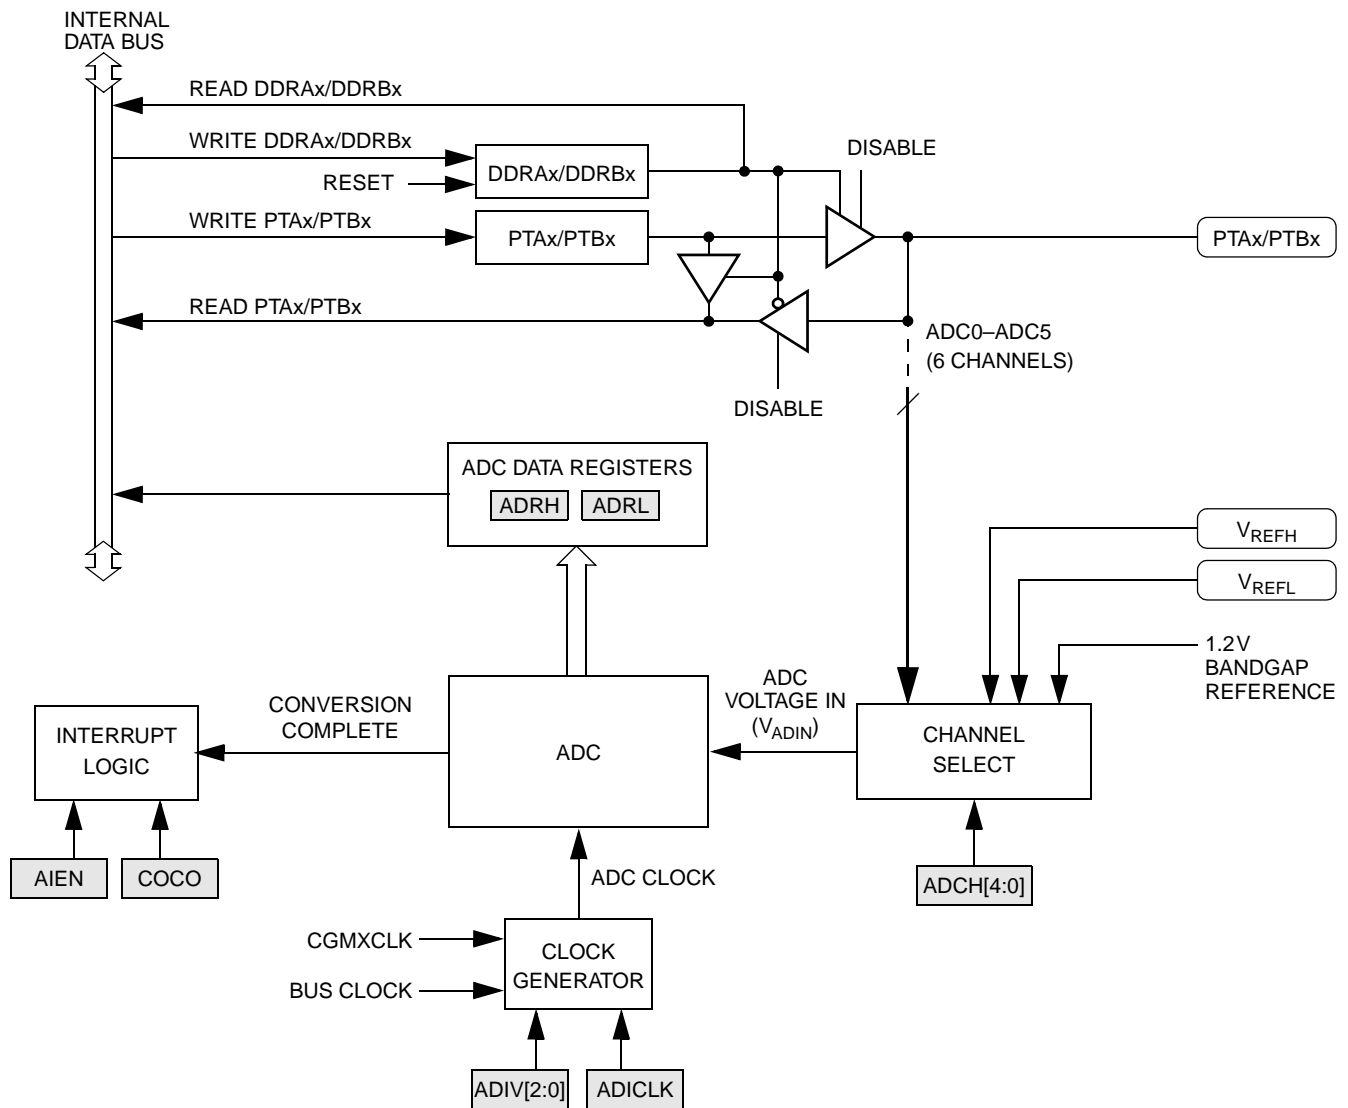 INTERNAL
DATA BUS
READ DDRAx/DDRBx
WRITE DDRAx/DDRBx
DISABLE
RESET
DDRAx/DDRBx
WRITE PTAx/PTBx
PTAx/PTBx
PTAx/PTBx
READ PTAx/PTBx
ADC0–ADC5
(6 CHANNELS)
DISABLE
ADC DATA REGISTERS
ADRH ADRL
VREFH
VREFL
1.2V
BANDGAP
REFERENCE
ADC
VOLTAGE IN
(VADIN)
CONVERSION
COMPLETE
INTERRUPT
LOGIC
ADC
CHANNEL
SELECT
AIEN
COCO
ADC CLOCK
ADCH[4:0]
CGMXCLK
CLOCK
GENERATOR
BUS CLOCK
ADIV[2:0]
ADICLK